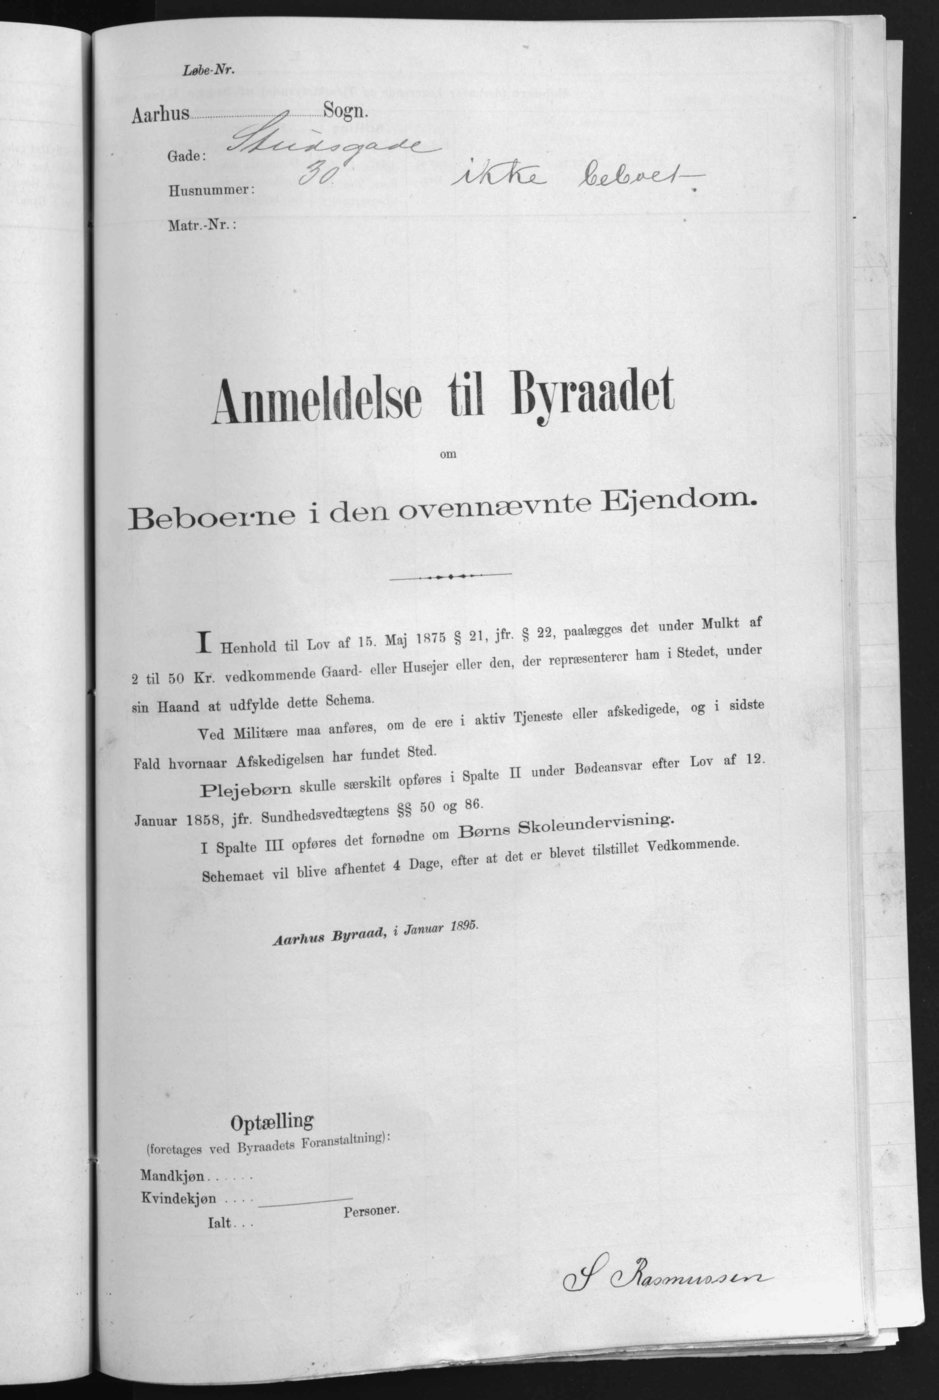 Løbe-Nr.
Aarhus Sogn.
Gade: Studsgade
Husnummer: 30 ikke beboet.
Matr.-Nr.:
Anmeldelse til Byraadet
om
Beboerne i den ovennævnte Ejendom.
I Henhold til Lov af 15. Maj 1875 § 21, jfr. § 22, paalægges det under Mulkt af
2 til 50 Kr. vedkommende Gaard- eller Husejer eller den, der repræsenterer ham i Stedet, under
sin Haand at udfylde dette Schema.
Ved Militære maa anføres, om de ere i aktiv Tjeneste eller afskedigede, og i sidste
Fald hvornaar Afskedigelsen har fundet Sted.
Plejebørn skulle særskilt opføres i Spalte II under Bødeansvar efter Lov af 12.
Januar 1858, jfr. Sundhedsvedtægtens §§ 50 og 86.
I Spalte III opføres det fornødne om Børns Skoleundervisning.
Schemaet vil blive afhentet 4 Dage, efter at det er blevet tilstillet Vedkommende.
Aarhus Byraad, i Januar 1895.
Optælling
(foretages ved Byraadets Foranstaltning):
Mandkjøn......
Kvindekjøn ....
Ialt... Personer.
S Rasmussen